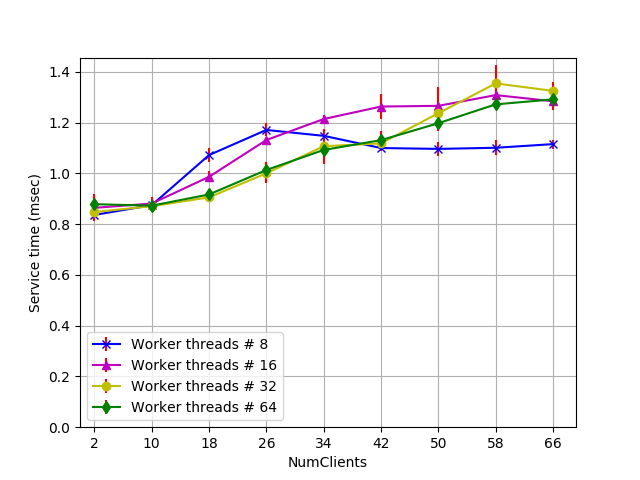 1.4
1.2
1.0
0.8
0.6
0.4
0.2
0.0
Service time (msec)
Worker threads # 8
Worker threads # 16
Worker threads # 32
Worker threads # 64
2 10 18 26 34 42 50 58 66
NumClients